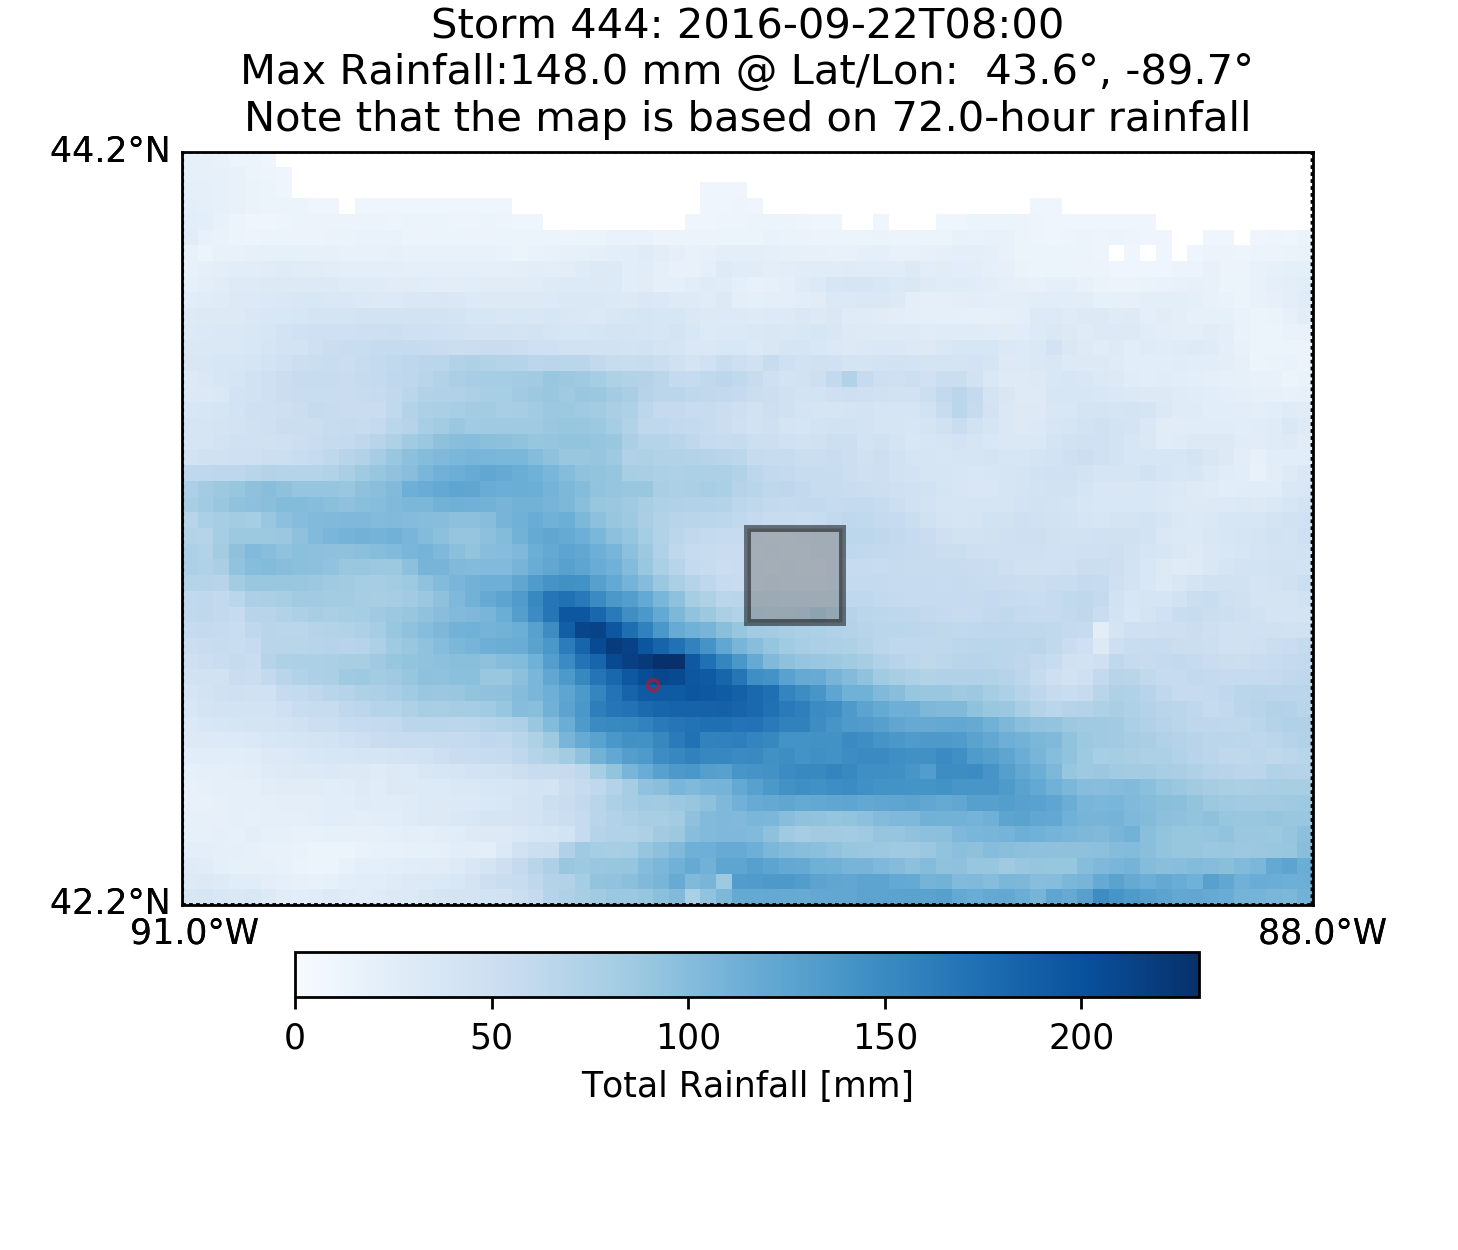 Storm 444: 2016-09-22T08:00
Max Rainfall:148.0 mm @ Lat/Lon:  43.6°, -89.7°
Note that the map is based on 72.0-hour rainfall
44.2°N
42.2°N
91.0°W 88.0°W
0 50 100 150 200
Total Rainfall [mm]